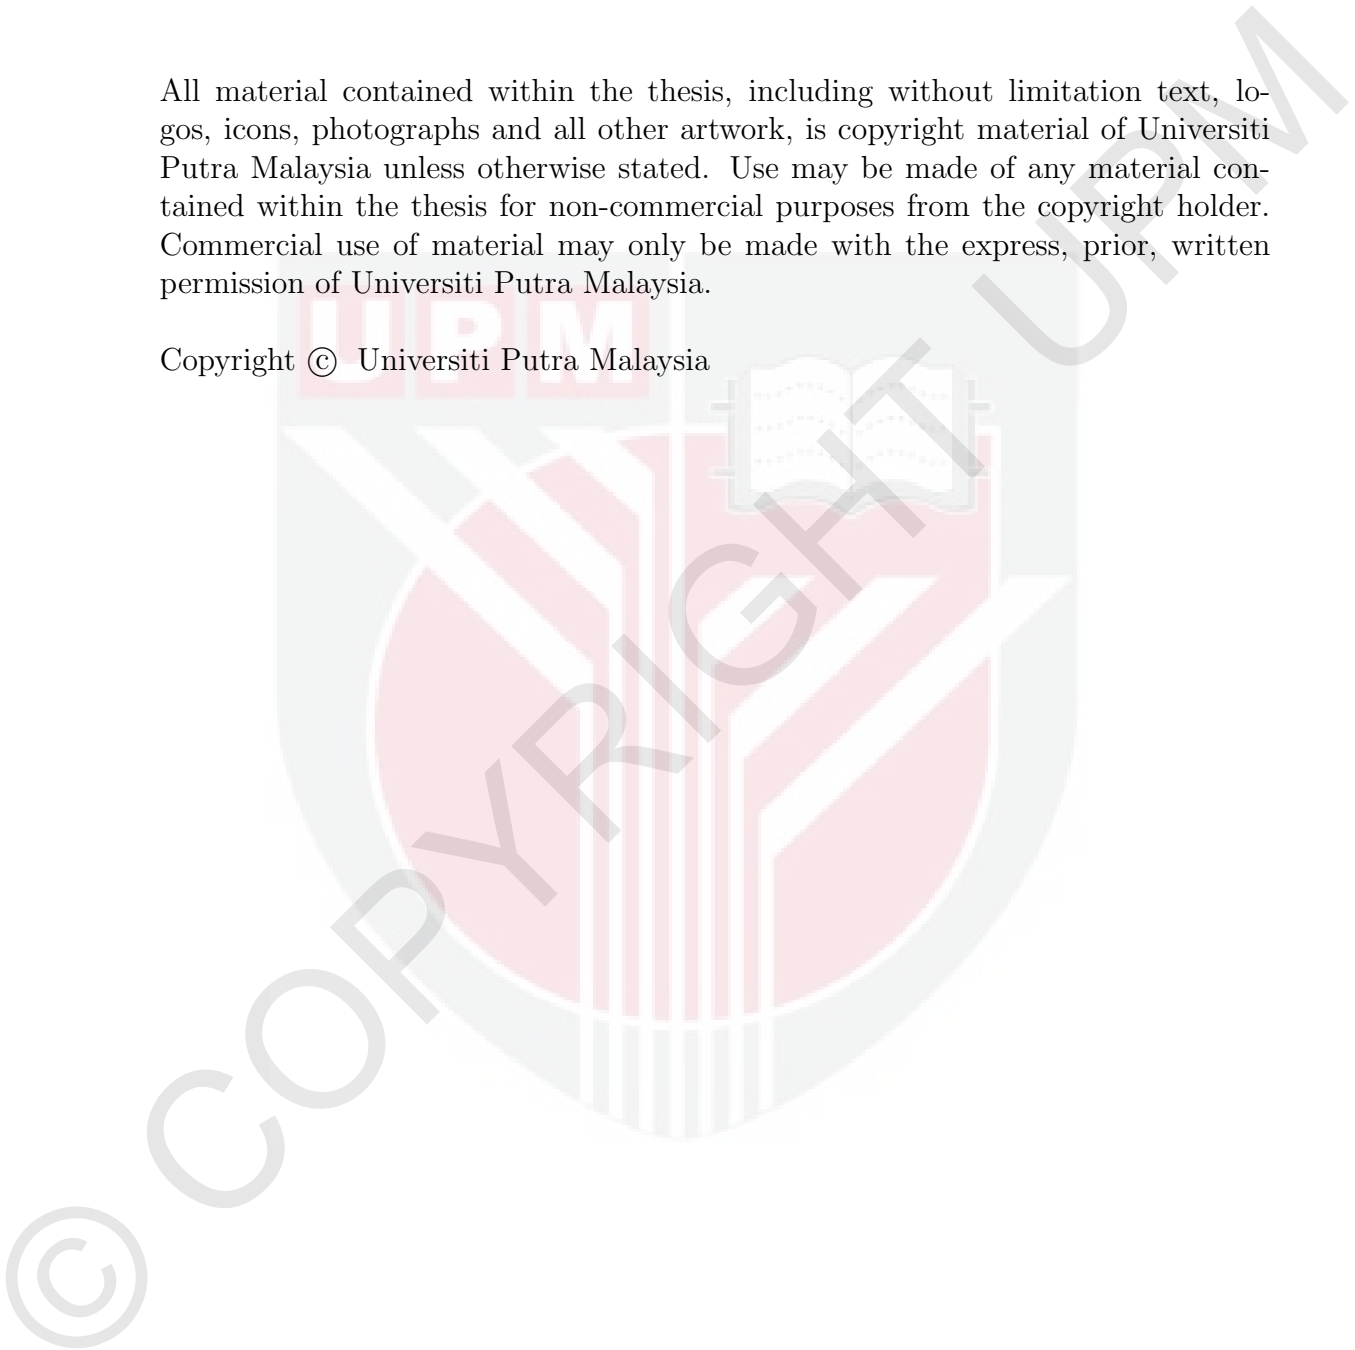 All material contained within the thesis, including without limitation text, lo-
gos, icons, photographs and all other artwork, is copyright material of Universiti
Putra Malaysia unless otherwise stated. Use may be made of any material con-
tained within the thesis for non-commercial purposes from the copyright holder.
Commercial use of material may only be made with the express, prior, written
permission of Universiti Putra Malaysia.
UPM
Copyright © Universiti Putra Malaysia
© COPYRIGHT UPM